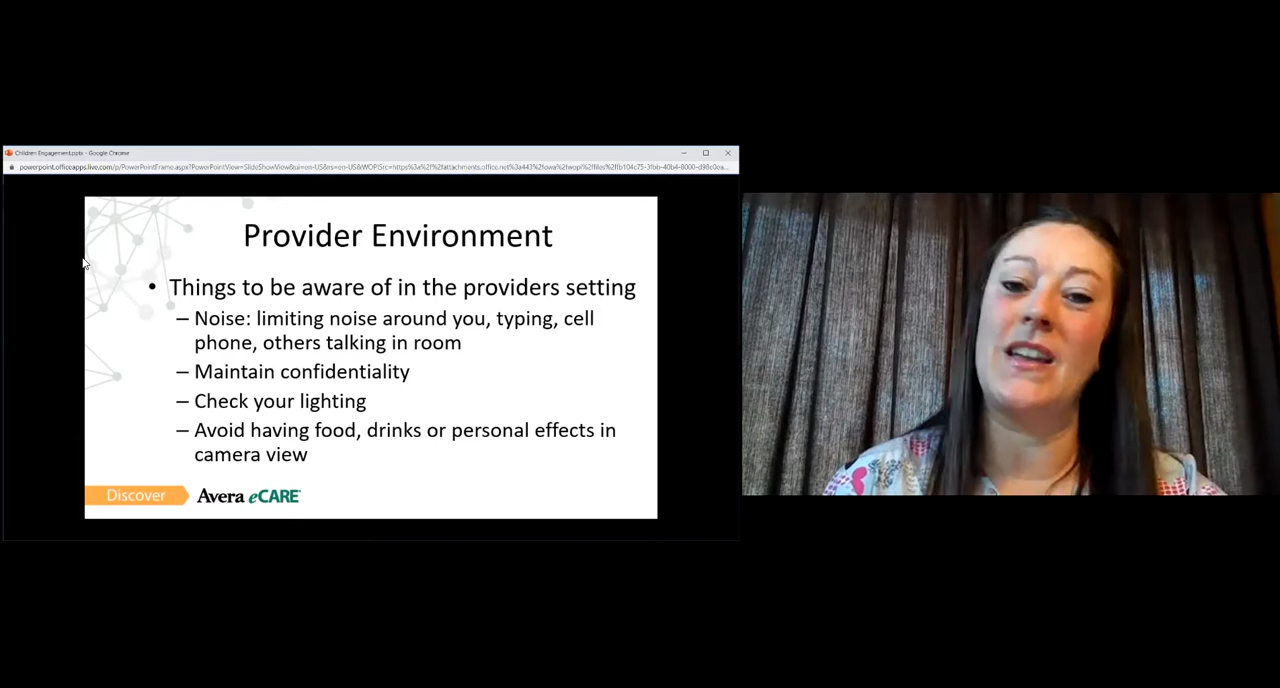 Children Engagement.pptx - Google Chrome
Provider Environment
• Things to be aware of in the providers setting
– Noise: limiting noise around you, typing, cell
phone, others talking in room
– Maintain confidentiality
– Check your lighting
– Avoid having food, drinks or personal effects in
camera view
Discover Avera eCARE